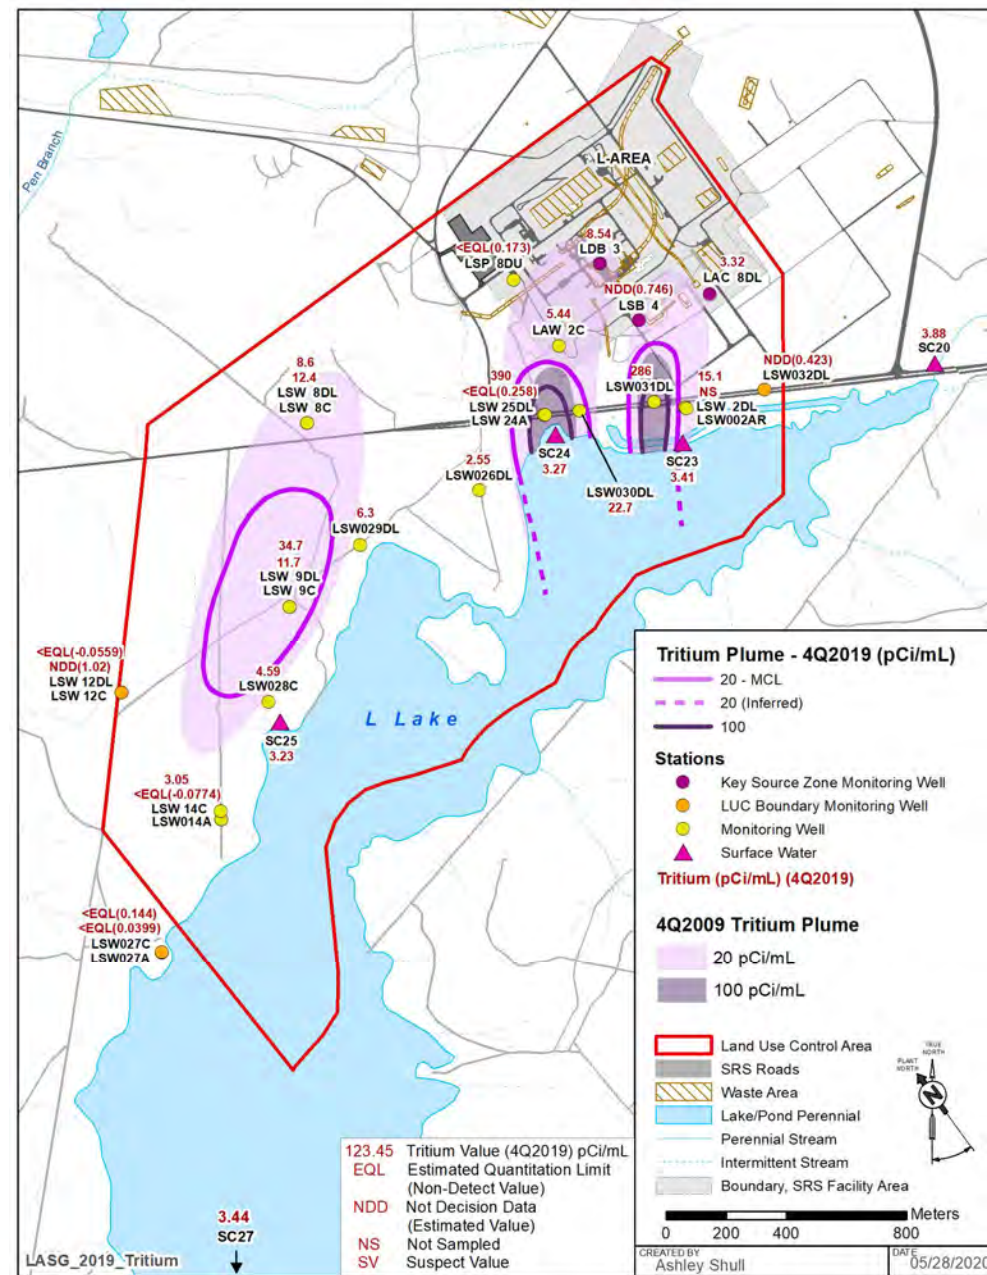 Pen Branch
L-AREA
8.54
LDB 3
<EQL(0.173)
LSP 8DU
3.32
LAC 8DL
NDD(0.746)
LSB 4
5.44
LAW 2C
3.88
SC20
NDD(0.423)
LSW032DL
8.6
12.4
LSW 8DL
LSW 8C
390
<EQL(0.258)
LSW 25DL
LSW 24A
286
LSW031DL
15.1
NS
LSW 2DL
LSW002AR
SC24
3.27
SC23
3.41
2.55
LSW026DL
LSW030DL
22.7
6.3
LSW029DL
34.7
11.7
LSW 9DL
LSW 9C
<EQL(-0.0559)
NDD(1.02)
LSW 12DL
LSW 12C
4.59
LSW028C
SC25
3.23
L Lake
3.05
<EQL(-0.0774)
LSW 14C
LSW014A
<EQL(0.144)
<EQL(0.0399)
LSW027C
LSW027A
3.44
SC27
LASG_2019_Tritium
123.45 Tritium Value (4Q2019) pCi/mL
EQL Estimated Quantitation Limit
(Non-Detect Value)
NDD Not Decision Data
(Estimated Value)
NS Not Sampled
SV Suspect Value
Tritium Plume - 4Q2019 (pCi/mL)
20 - MCL
20 (Inferred)
100
Stations
Key Source Zone Monitoring Well
LUC Boundary Monitoring Well
Monitoring Well
Surface Water
Tritium (pCi/mL) (4Q2019)
4Q2009 Tritium Plume
20 pCi/mL
100 pCi/mL
Land Use Control Area
SRS Roads
Waste Area
Lake/Pond Perennial
Perennial Stream
Intermittent Stream
Boundary, SRS Facility Area
TRUE
NORTH
PLANT
NORTH
N
Meters
0 200 400 800
CREATED BY
Ashley Shull
DATE
05/28/2020